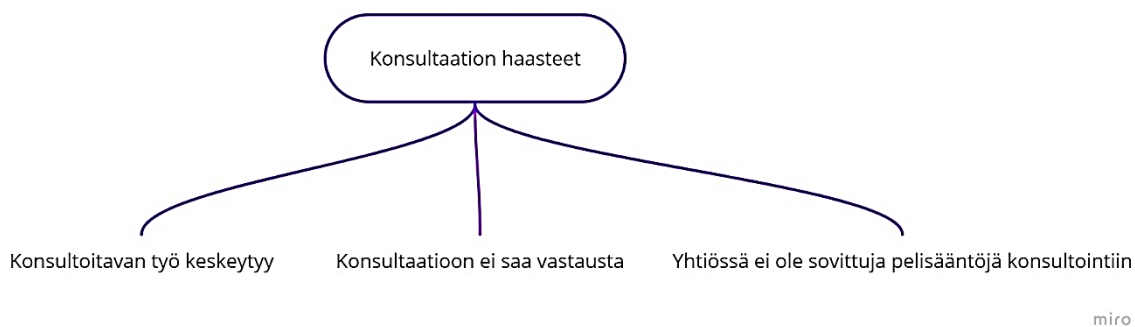 Konsultaation haasteet
Konsultoitavan työ keskeytyy
Konsultaatioon ei saa vastausta
Yhtiössä ei ole sovittuja pelisääntöjä konsultointiin
miro